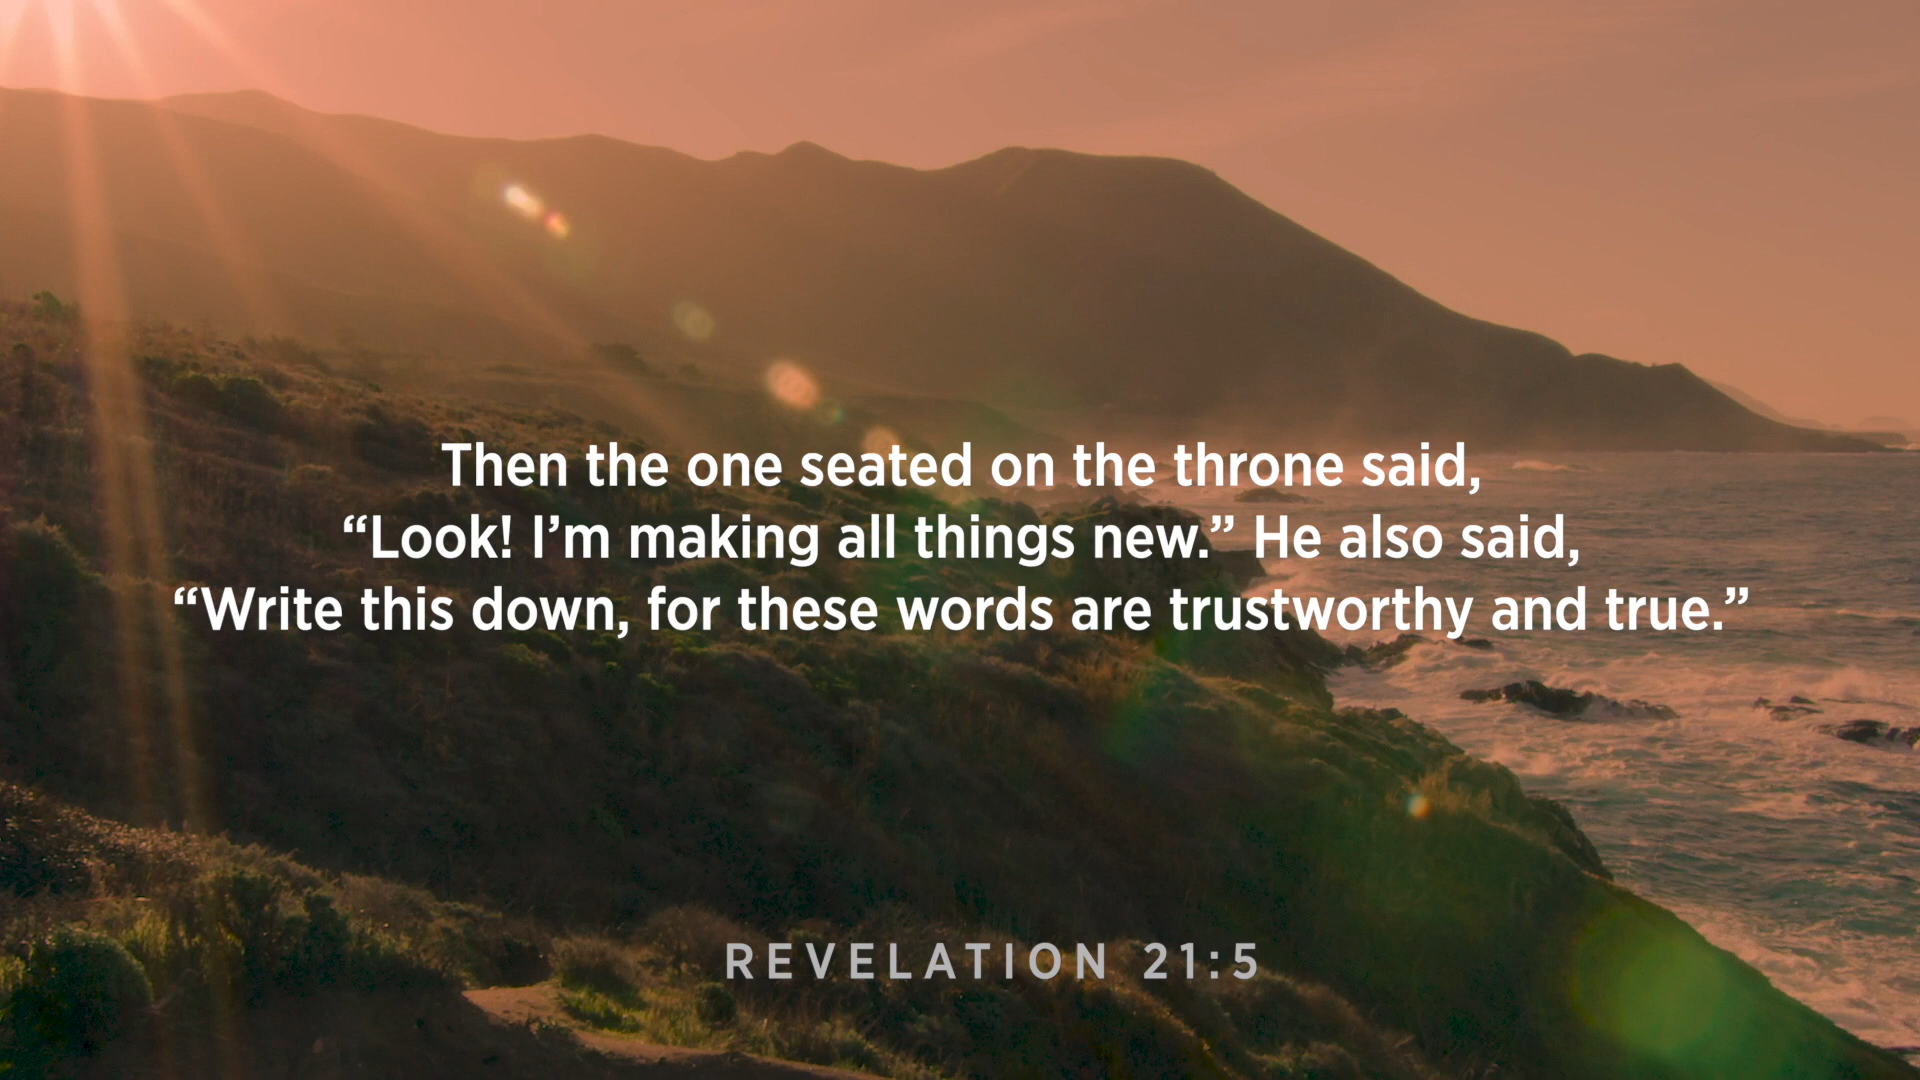 Then the one seated on the throne said,
“Look! I’m making all things new.” He also said,
“Write this down, for these words are trustworthy and true.”
REVELATION 21:5